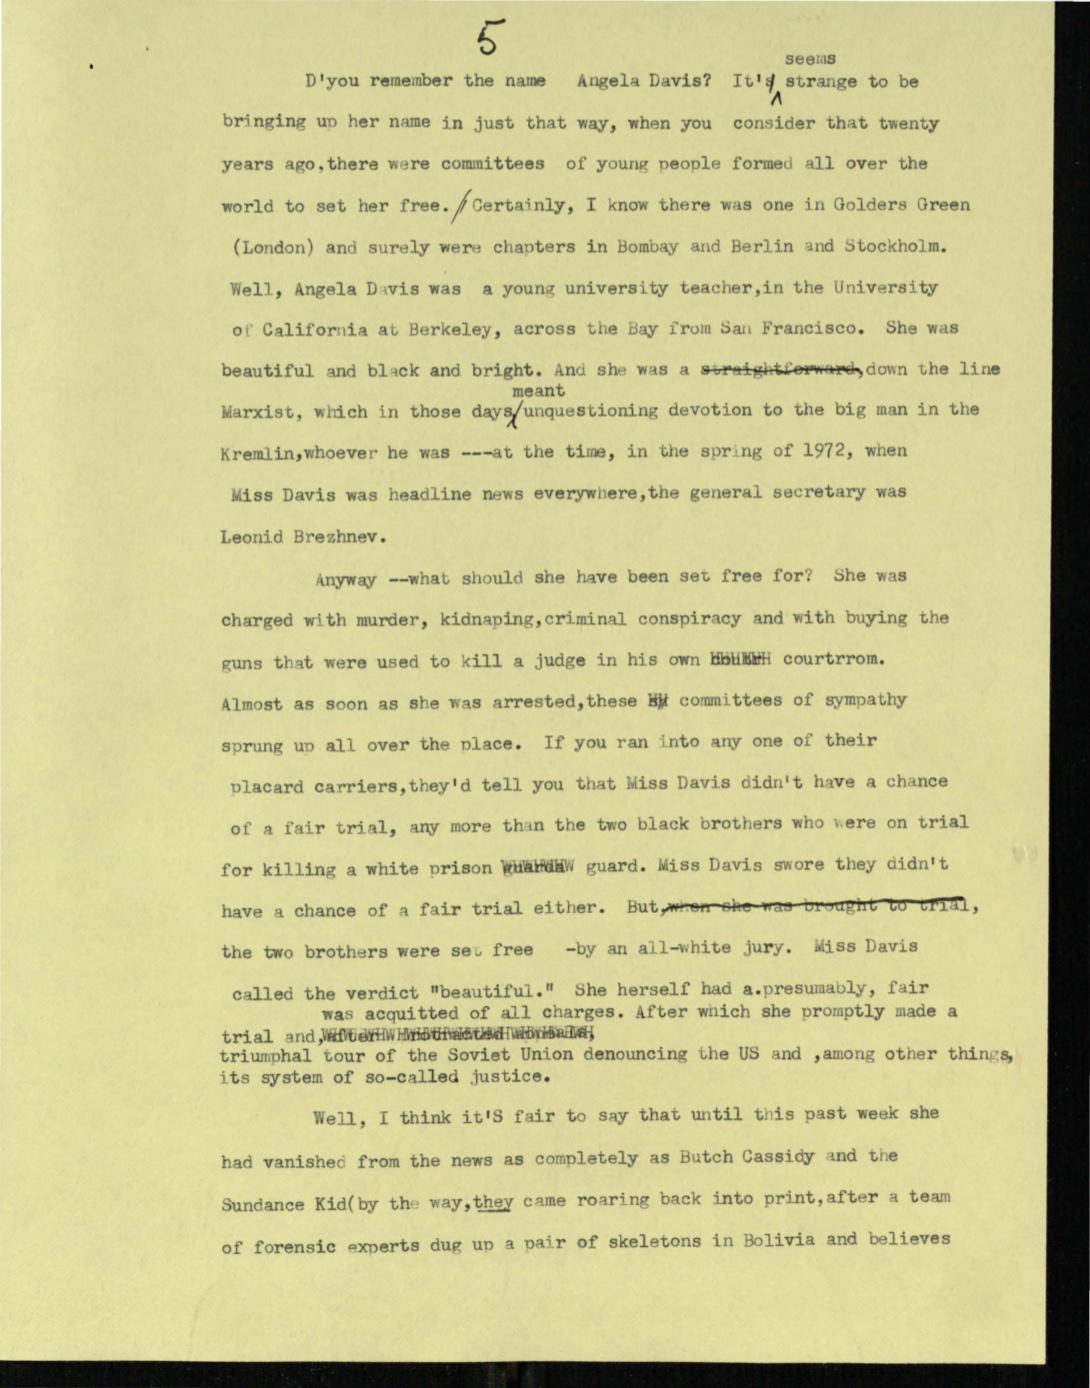 5
seems
D'you remember the name Angela Davis? It's strange to be
bringing up her name in just that way, when you consider that twenty
years ago,there were committees of young people formed all over the
world to set her free. // Certainly, I know there was one in Golders Green
(London) and surely were chapters in Bombay and Berlin and Stockholm.
Well, Angela Davis was a young university teacher,in the University
of California at Berkeley, across the Bay from San Francisco. She was
beautiful and black and bright. And she was a straightforward,down the line
meant
Marxist, which in those days/unquestioning devotion to the big man in the
Kremlin,whoever he was ---at the time, in the spring of 1972, when
Miss Davis was headline news everywhere,the general secretary was
Leonid Brezhnev.
Anyway --what should she have been set free for? She was
charged with murder, kidnaping,criminal conspiracy and with buying the
guns that were used to kill a judge in his own courtrrom.
Almost as soon as she was arrested,these committees of sympathy
sprung up all over the place. If you ran into any one of their
placard carriers,they'd tell you that Miss Davis didn't have a chance
of a fair trial, any more than the two black brothers who were on trial
for killing a white prison guard. Miss Davis swore they didn't
have a chance of a fair trial either. But,when she was brought to trial,
the two brothers were set free -by an all-white jury. Miss Davis
called the verdict "beautiful." She herself had a.presumably, fair
was acquitted of all charges. After which she promptly made a
trial and,
triumphal tour of the Soviet Union denouncing the US and ,among other things,
its system of so-called justice.
Well, I think it'S fair to say that until this past week she
had vanished from the news as completely as Butch Cassidy and the
Sundance Kid(by the way,they came roaring back into print,after a team
of forensic experts dug up a pair of skeletons in Bolivia and believes